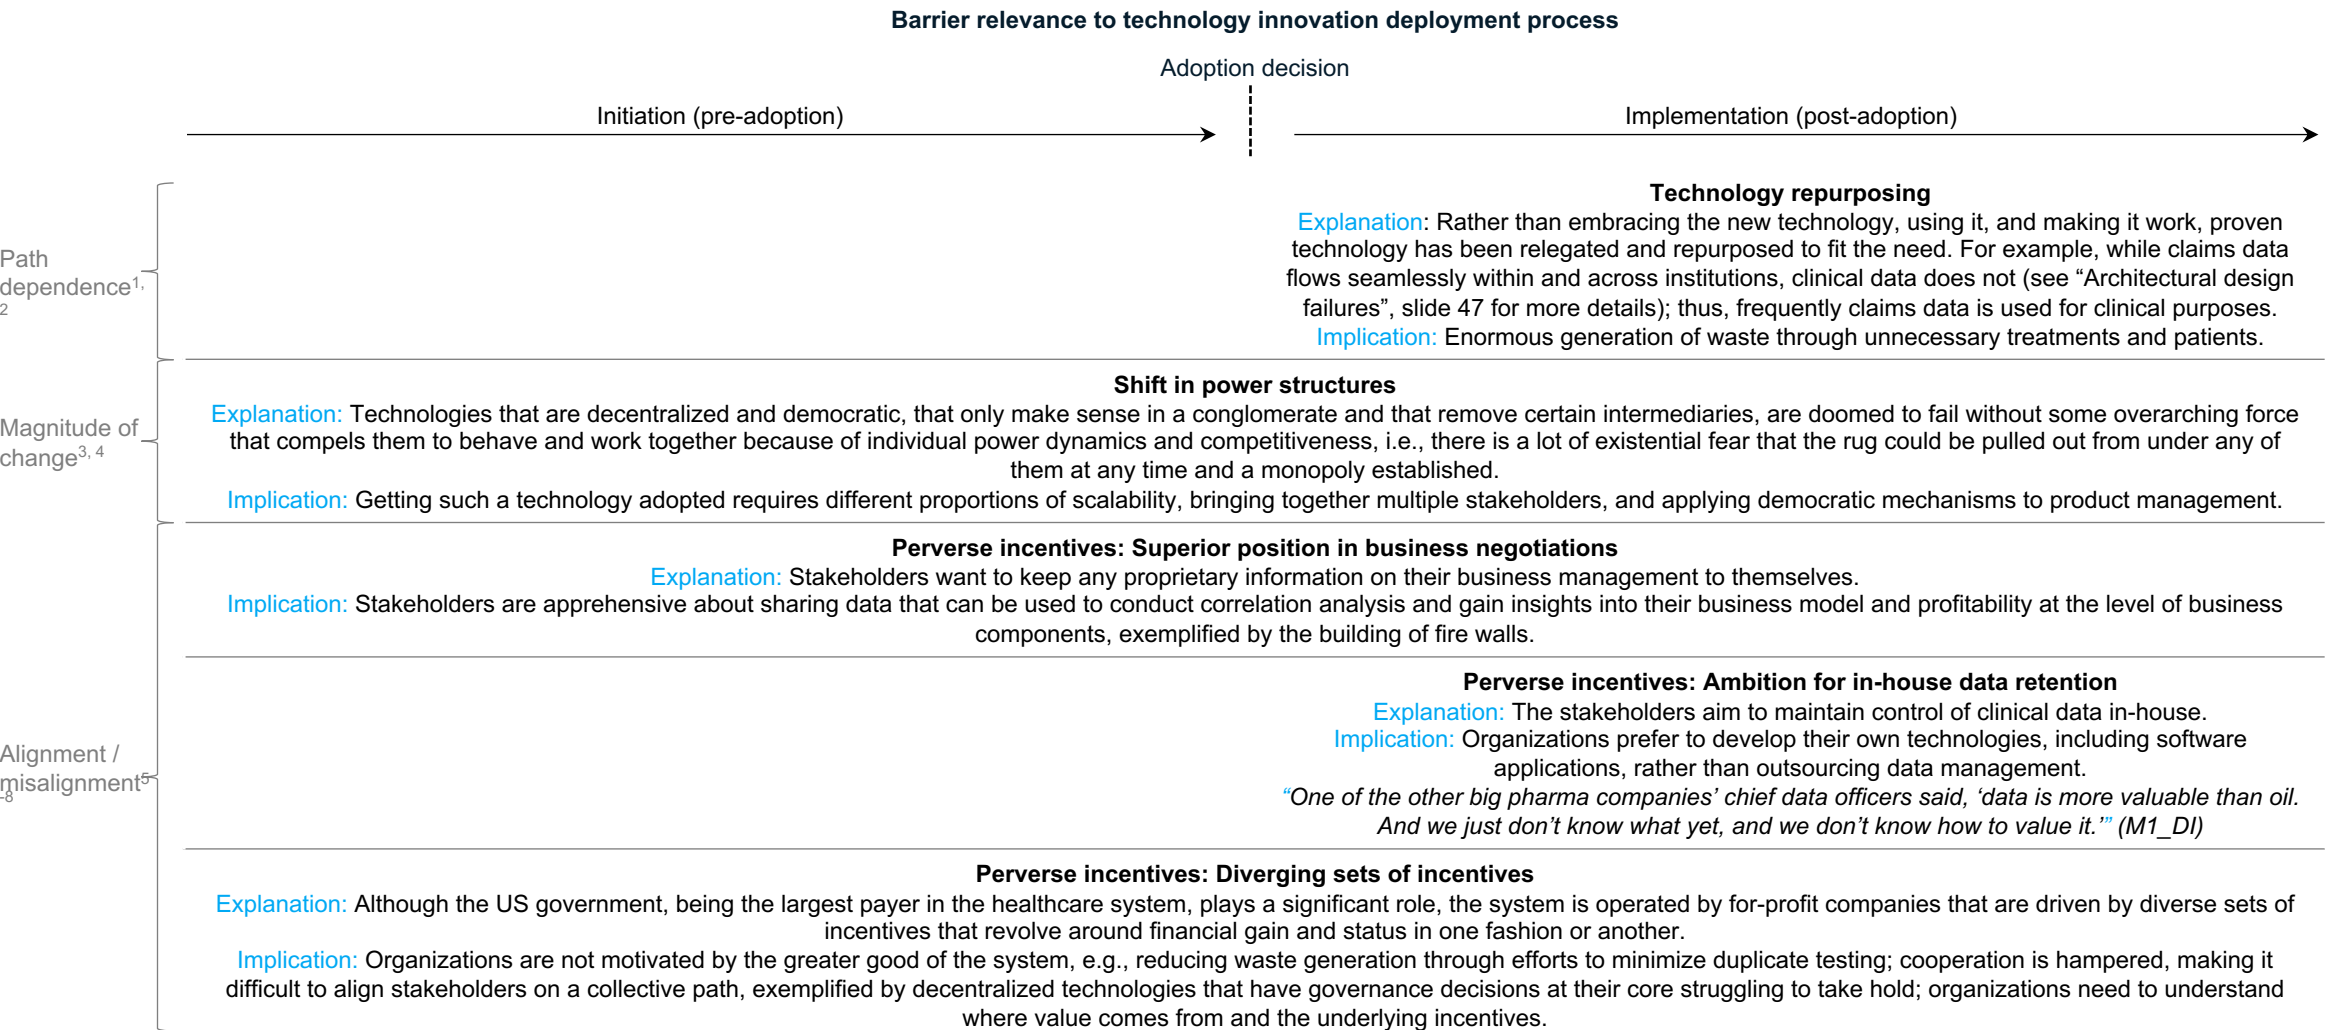 Barrier relevance to technology innovation deployment process
Adoption decision
Initiation (pre-adoption)
Implementation (post-adoption)
Path
dependence1,
2
Technology repurposing
Explanation: Rather than embracing the new technology, using it, and making it work, proven
technology has been relegated and repurposed to fit the need. For example, while claims data
flows seamlessly within and across institutions, clinical data does not (see “Architectural design
failures”, slide 47 for more details); thus, frequently claims data is used for clinical purposes.
Implication: Enormous generation of waste through unnecessary treatments and patients.
Magnitude of
change3, 4
Shift in power structures
Explanation: Technologies that are decentralized and democratic, that only make sense in a conglomerate and that remove certain intermediaries, are doomed to fail without some overarching force
that compels them to behave and work together because of individual power dynamics and competitiveness, i.e., there is a lot of existential fear that the rug could be pulled out from under any of
them at any time and a monopoly established.
Implication: Getting such a technology adopted requires different proportions of scalability, bringing together multiple stakeholders, and applying democratic mechanisms to product management.
Alignment /
misalignment5
-8
Perverse incentives: Superior position in business negotiations
Explanation: Stakeholders want to keep any proprietary information on their business management to themselves.
Implication: Stakeholders are apprehensive about sharing data that can be used to conduct correlation analysis and gain insights into their business model and profitability at the level of business
components, exemplified by the building of fire walls.
Perverse incentives: Ambition for in-house data retention
Explanation: The stakeholders aim to maintain control of clinical data in-house.
Implication: Organizations prefer to develop their own technologies, including software
applications, rather than outsourcing data management.
“One of the other big pharma companies’ chief data officers said, ‘data is more valuable than oil.
And we just don’t know what yet, and we don’t know how to value it.’” (M1_DI)
Perverse incentives: Diverging sets of incentives
Explanation: Although the US government, being the largest payer in the healthcare system, plays a significant role, the system is operated by for-profit companies that are driven by diverse sets of
incentives that revolve around financial gain and status in one fashion or another.
Implication: Organizations are not motivated by the greater good of the system, e.g., reducing waste generation through efforts to minimize duplicate testing; cooperation is hampered, making it
difficult to align stakeholders on a collective path, exemplified by decentralized technologies that have governance decisions at their core struggling to take hold; organizations need to understand
where value comes from and the underlying incentives.